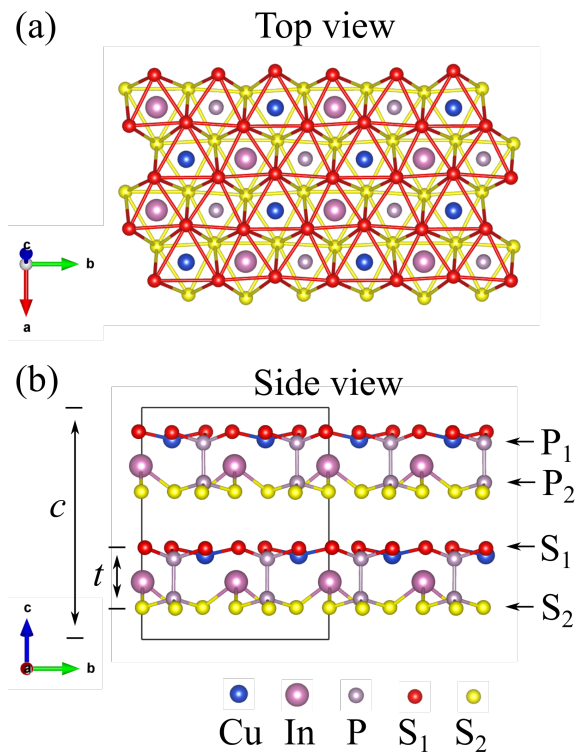 (a) Top view
c
b
a
(b) Side view
P₁
c
P₂
S₁
t
S₂
c
a
b
Cu In P S₁ S₂